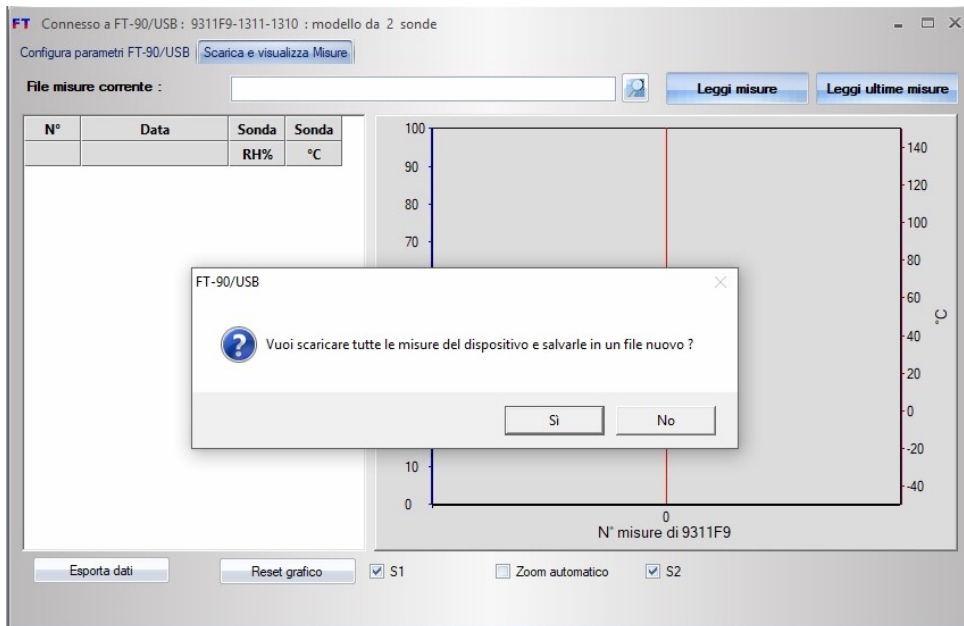 FT Connesso a FT-90/USB : 9311F9-1311-1310 : modello da 2 sonde
Configura parametri FT-90/USB Scarica e visualizza Misure
File misure corrente :
Leggi misure
Leggi ultime misure
N° Data Sonda Sonda
RH% °C
100
90
80
70
10
0
140
120
100
80
60
40
20
0
-20
-40
°C
0
N° misure di 9311F9
FT-90/USB
Vuoi scaricare tutte le misure del dispositivo e salvarle in un file nuovo ?
Sì No
Esporta dati Reset grafico S1 Zoom automatico S2